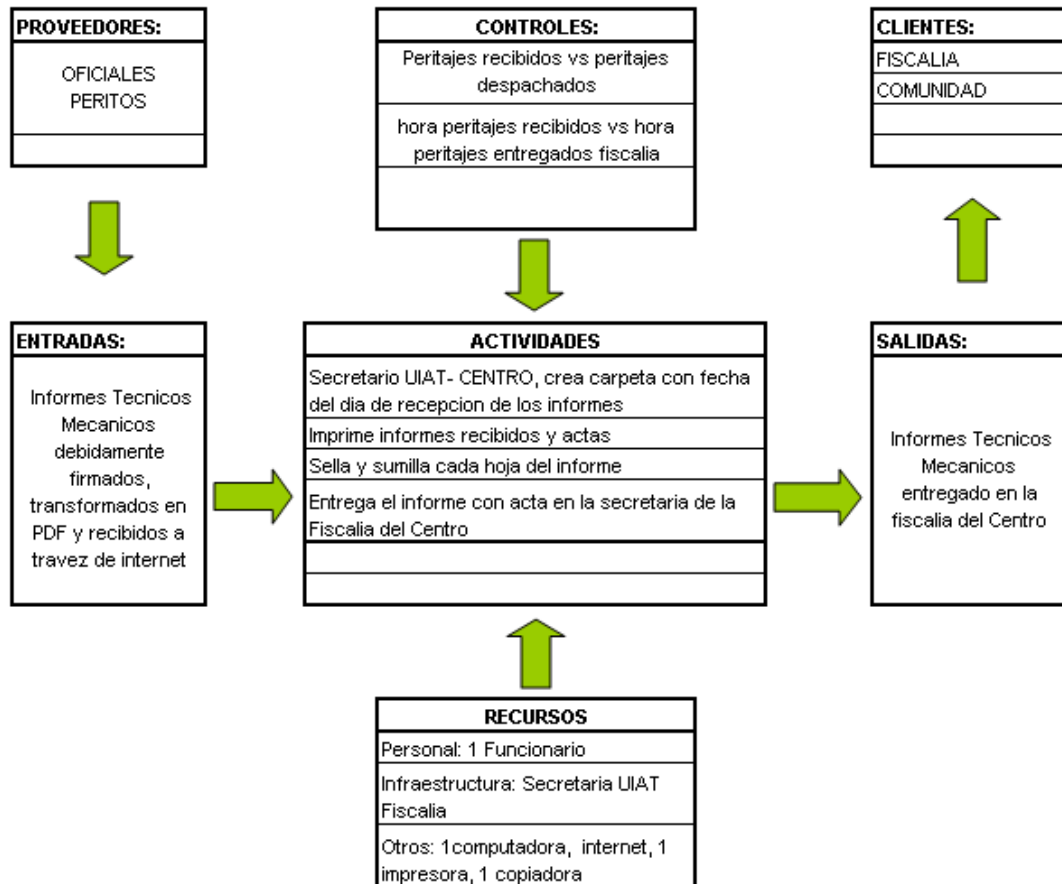 PROVEEDORES:
OFICIALES
PERITOS
CONTROLES:
Peritajes recibidos vs peritajes
despachados
hora peritajes recibidos vs hora
peritajes entregados fiscalia
CLIENTES:
FISCALIA
COMUNIDAD
ENTRADAS:
Informes Tecnicos
Mecanicos
debidamente
firmados,
transformados en
PDF y recibidos a
travez de internet
ACTIVIDADES
Secretario UIAT- CENTRO, crea carpeta con fecha
del dia de recepcion de los informes
Imprime informes recibidos y actas
Sella y sumilla cada hoja del informe
Entrega el informe con acta en la secretaria de la
Fiscalia del Centro
SALIDAS:
Informes Tecnicos
Mecanicos
entregado en la
fiscalia del Centro
RECURSOS
Personal: 1 Funcionario
Infraestructura: Secretaria UIAT
Fiscalia
Otros: 1computadora, internet, 1
impresora, 1 copiadora